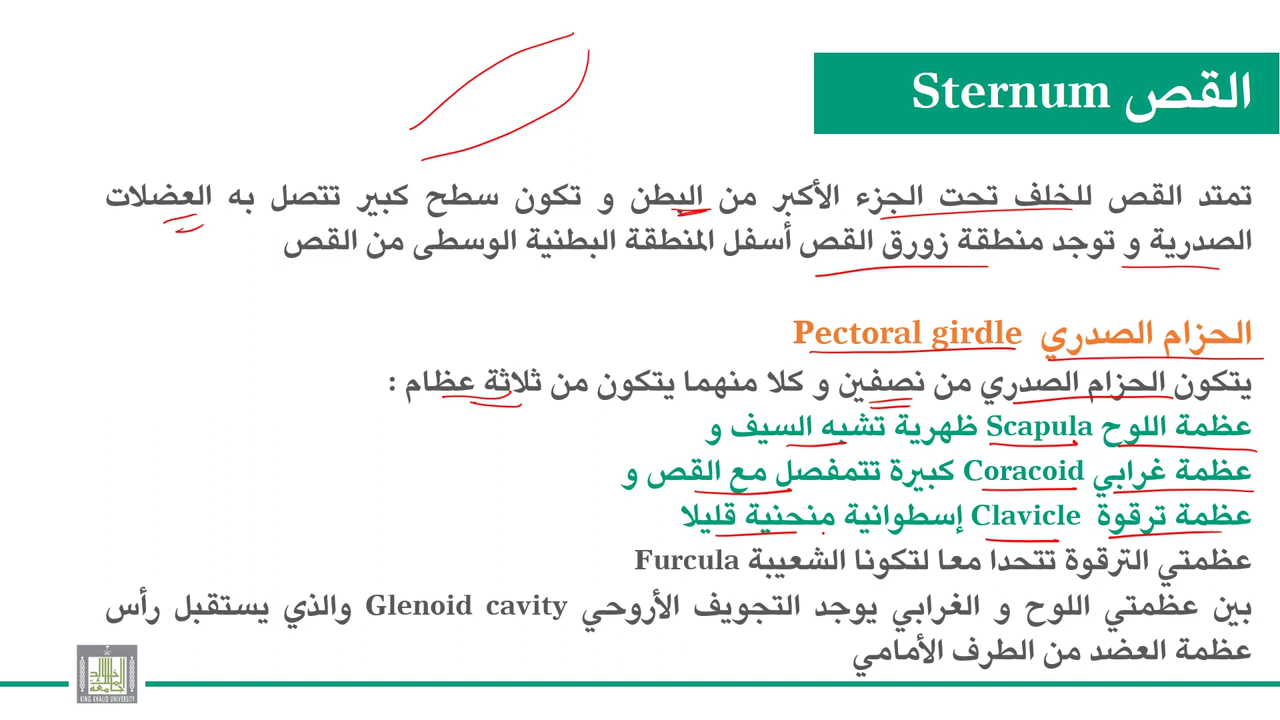 القص Sternum
تمتد القص للخلف تحت الجزء الأكبر من البطن و تكون سطح كبير تتصل به العضلات
الصدرية و توجد منطقة زورق القص أسفل المنطقة البطنية الوسطى من القص
الحزام الصدري Pectoral girdle
يتكون الحزام الصدري من نصفين و كلا منهما يتكون من ثلاثة عظام :
عظمة اللوح Scapula ظهرية تشبه السيف و
عظمة غرابي Coracoid كبيرة تتمفصل مع القص و
عظمة ترقوة Clavicle إسطوانية منحنية قليلا
عظمتي الترقوة تتحدا معا لتكونا الشعيبة Furcula
بين عظمتي اللوح و الغرابي يوجد التجويف الأروحي Glenoid cavity والذي يستقبل رأس
عظمة العضد من الطرف الأمامي
KING KHALID UNIVERSITY